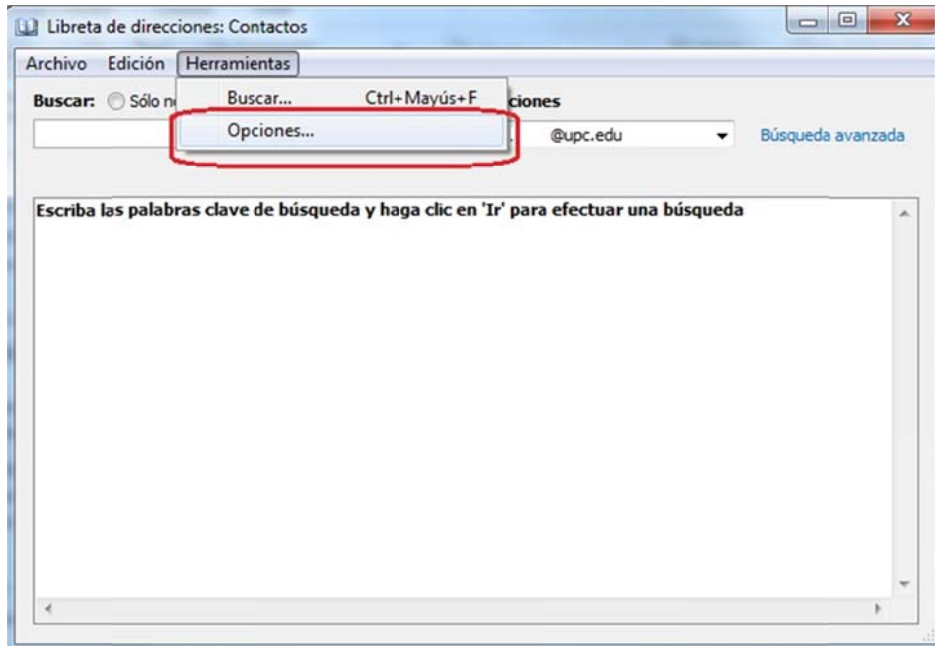 Libreta de direcciones: Contactos
Archivo Edición Herramientas
Buscar: Sólo Buscar... Ctrl+Mayús+F ciones
Opciones... @upc.edu Búsqueda avanzada
Escriba las palabras clave de búsqueda y haga clic en 'Ir' para efectuar una búsqueda